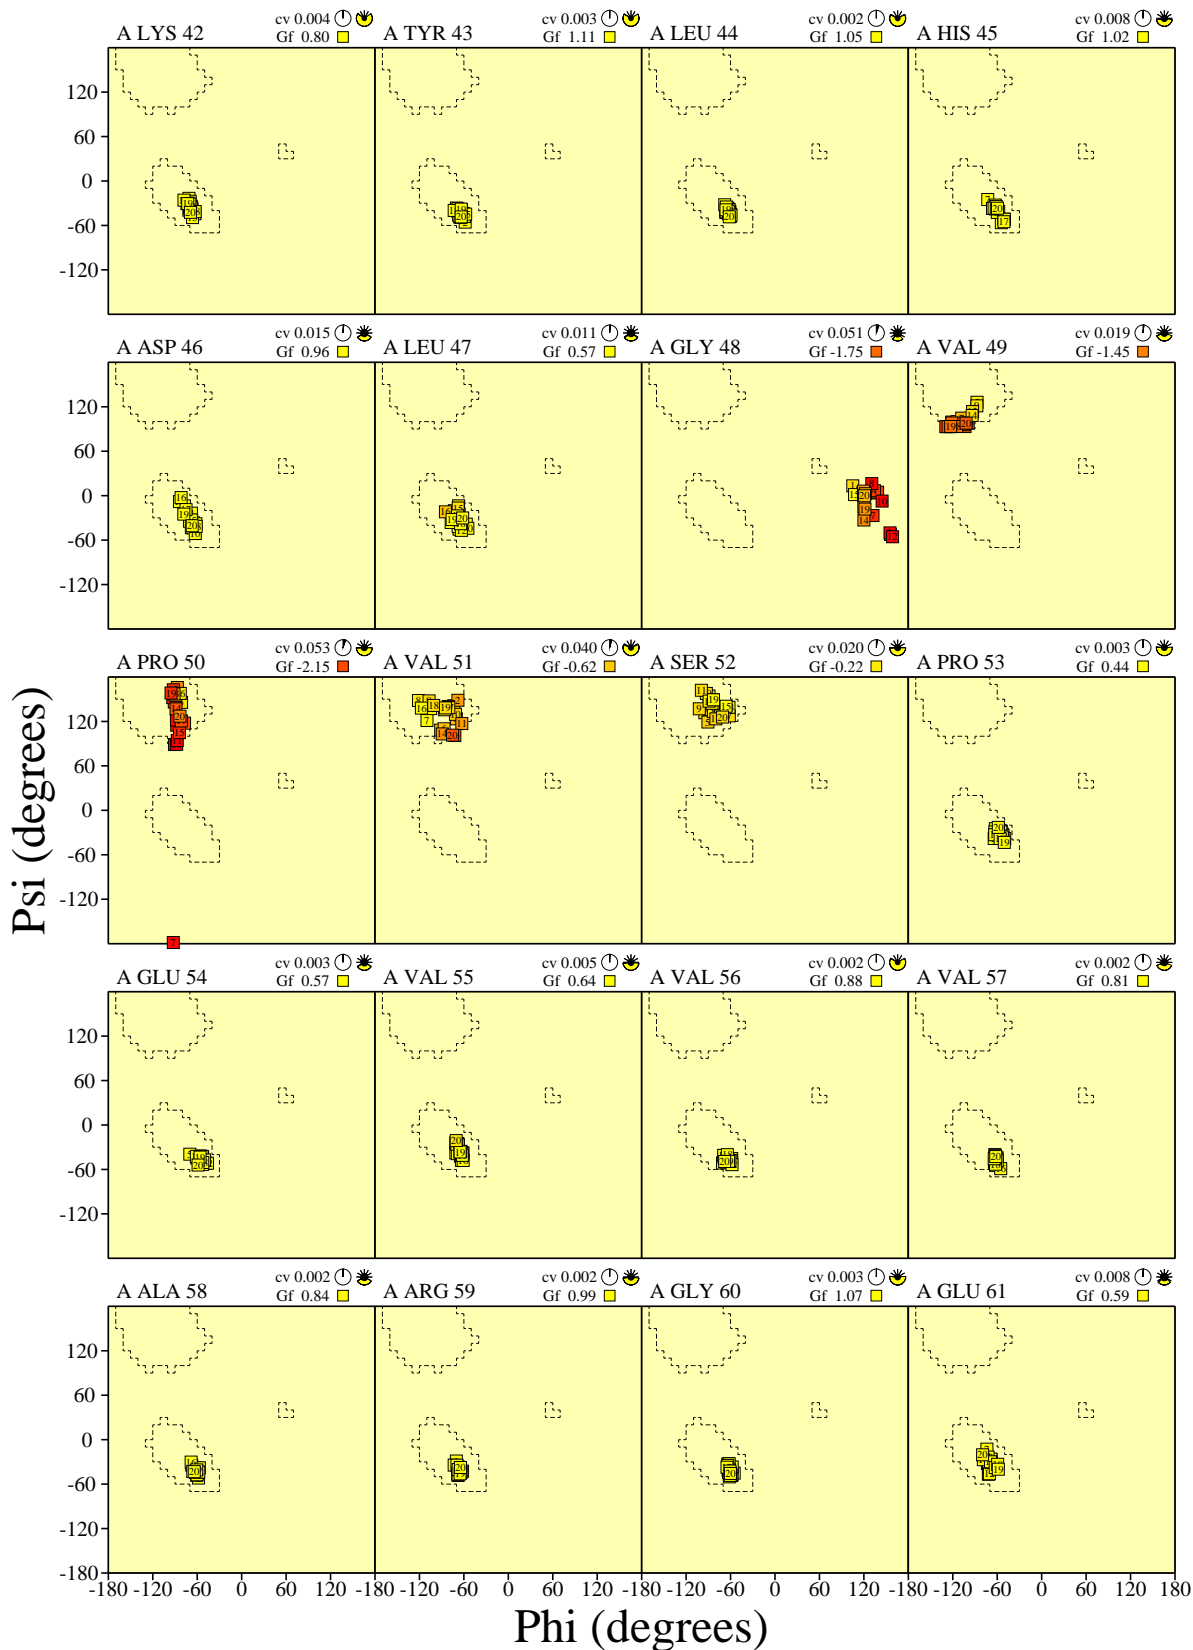 A LYS 42 cv 0.004 Gf 0.80
A TYR 43 cv 0.003 Gf 1.11
A LEU 44 cv 0.002 Gf 1.05
A HIS 45 cv 0.008 Gf 1.02
120
60
0
-60
-120
A ASP 46 cv 0.015 Gf 0.96
A LEU 47 cv 0.011 Gf 0.57
A GLY 48 cv 0.051 Gf -1.75
A VAL 49 cv 0.019 Gf -1.45
120
60
0
-60
-120
A PRO 50 cv 0.053 Gf -2.15
A VAL 51 cv 0.040 Gf -0.62
A SER 52 cv 0.020 Gf -0.22
A PRO 53 cv 0.003 Gf 0.44
120
60
0
-60
-120
Psi (degrees)
A GLU 54 cv 0.003 Gf 0.57
A VAL 55 cv 0.005 Gf 0.64
A VAL 56 cv 0.002 Gf 0.88
A VAL 57 cv 0.002 Gf 0.81
120
60
0
-60
-120
A ALA 58 cv 0.002 Gf 0.84
A ARG 59 cv 0.002 Gf 0.99
A GLY 60 cv 0.003 Gf 1.07
A GLU 61 cv 0.008 Gf 0.59
120
60
0
-60
-120
-180
-180 -120 -60 0 60 120 -180 -120 -60 0 60 120 -180 -120 -60 0 60 120 -180 -120 -60 0 60 120 180
Phi (degrees)